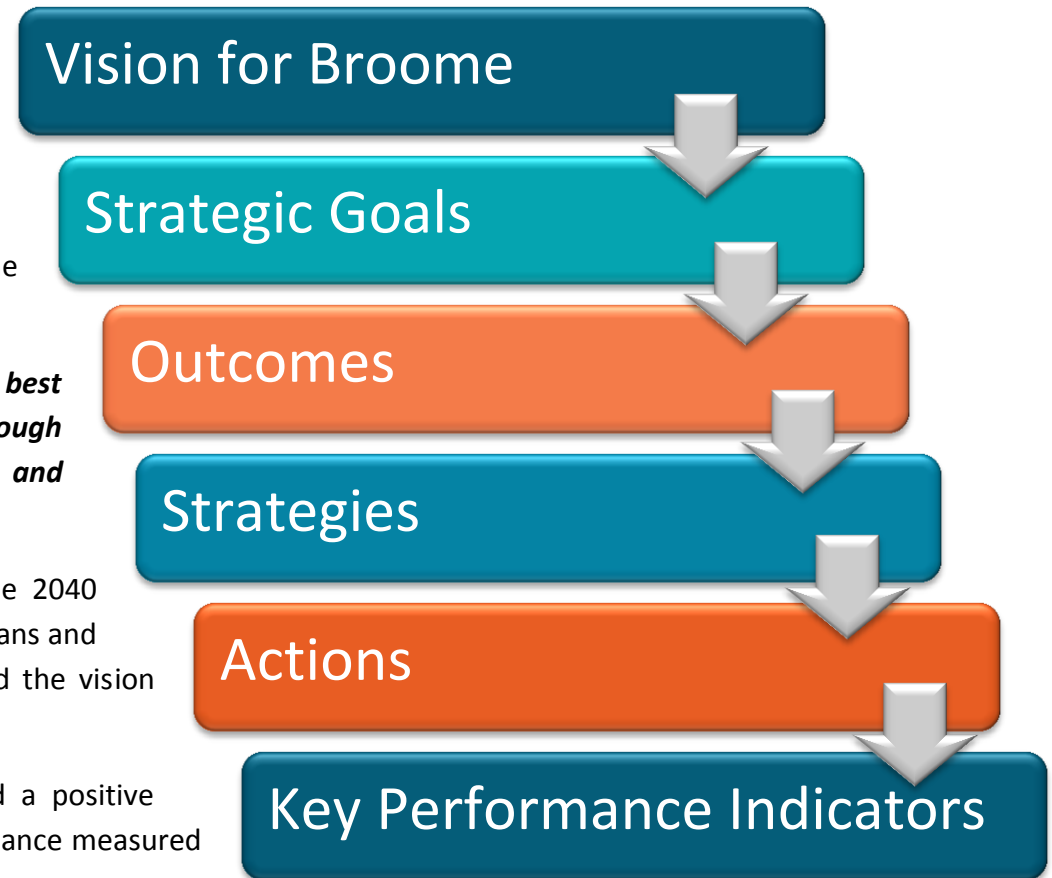 Vision for Broome
Strategic Goals
e
Outcomes
best
ough
and
Strategies
e 2040
ans and
d the vision
Actions
d a positive
ance measured
Key Performance Indicators